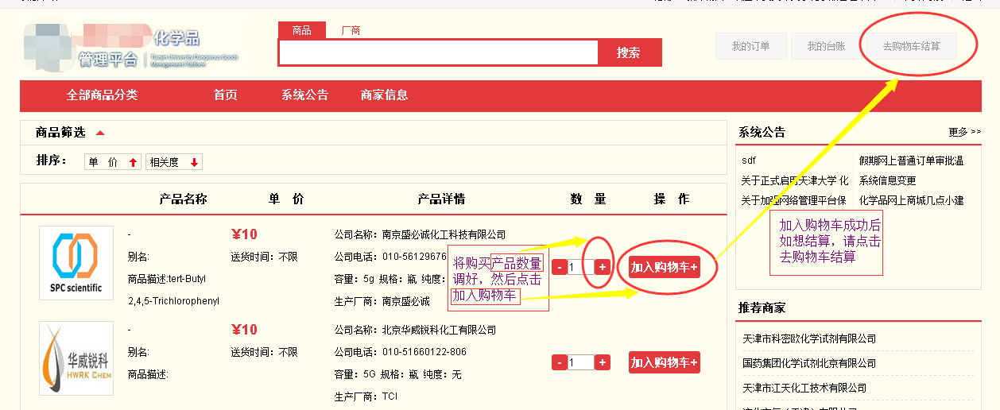 化学品
管理平台
Tianjin University Dangerous Goods
Management Platform
商品 厂商
搜索
我的订单 我的台账 去购物车结算
全部商品分类 首页 系统公告 商家信息
商品筛选
排序： 单 价 相关度
产品名称 单 价 产品详情 数 量 操 作
SPC scientific
-
别名:
商品描述:tert-Butyl
2,4,5-Trichlorophenyl
¥10
送货时间：不限
公司名称：南京盛必诚化工科技有限公司
公司电话：010-56129676
容量：5g 规格：瓶 纯度：
生产厂商：南京盛必诚
将购买产品数量
调好，然后点击
加入购物车
- 1 +
加入购物车+
华威锐科
HWRK CHEM
-
别名:
商品描述:
¥10
送货时间：不限
公司名称：北京华威锐科化工有限公司
公司电话：010-51660122-806
容量：5G 规格：瓶 纯度：无
生产厂商：TCI
- 1 +
加入购物车+
系统公告 更多 >>
sdf 假期网上普通订单审批温
关于正式启用天津大学 化 系统信息变更
关于加强网络管理平台保 化学品网上商城几点小建
加入购物车成功后
如想结算，请点击
去购物车结算
推荐商家
天津市科密欧化学试剂有限公司
国药集团化学试剂北京有限公司
天津市江天化工技术有限公司